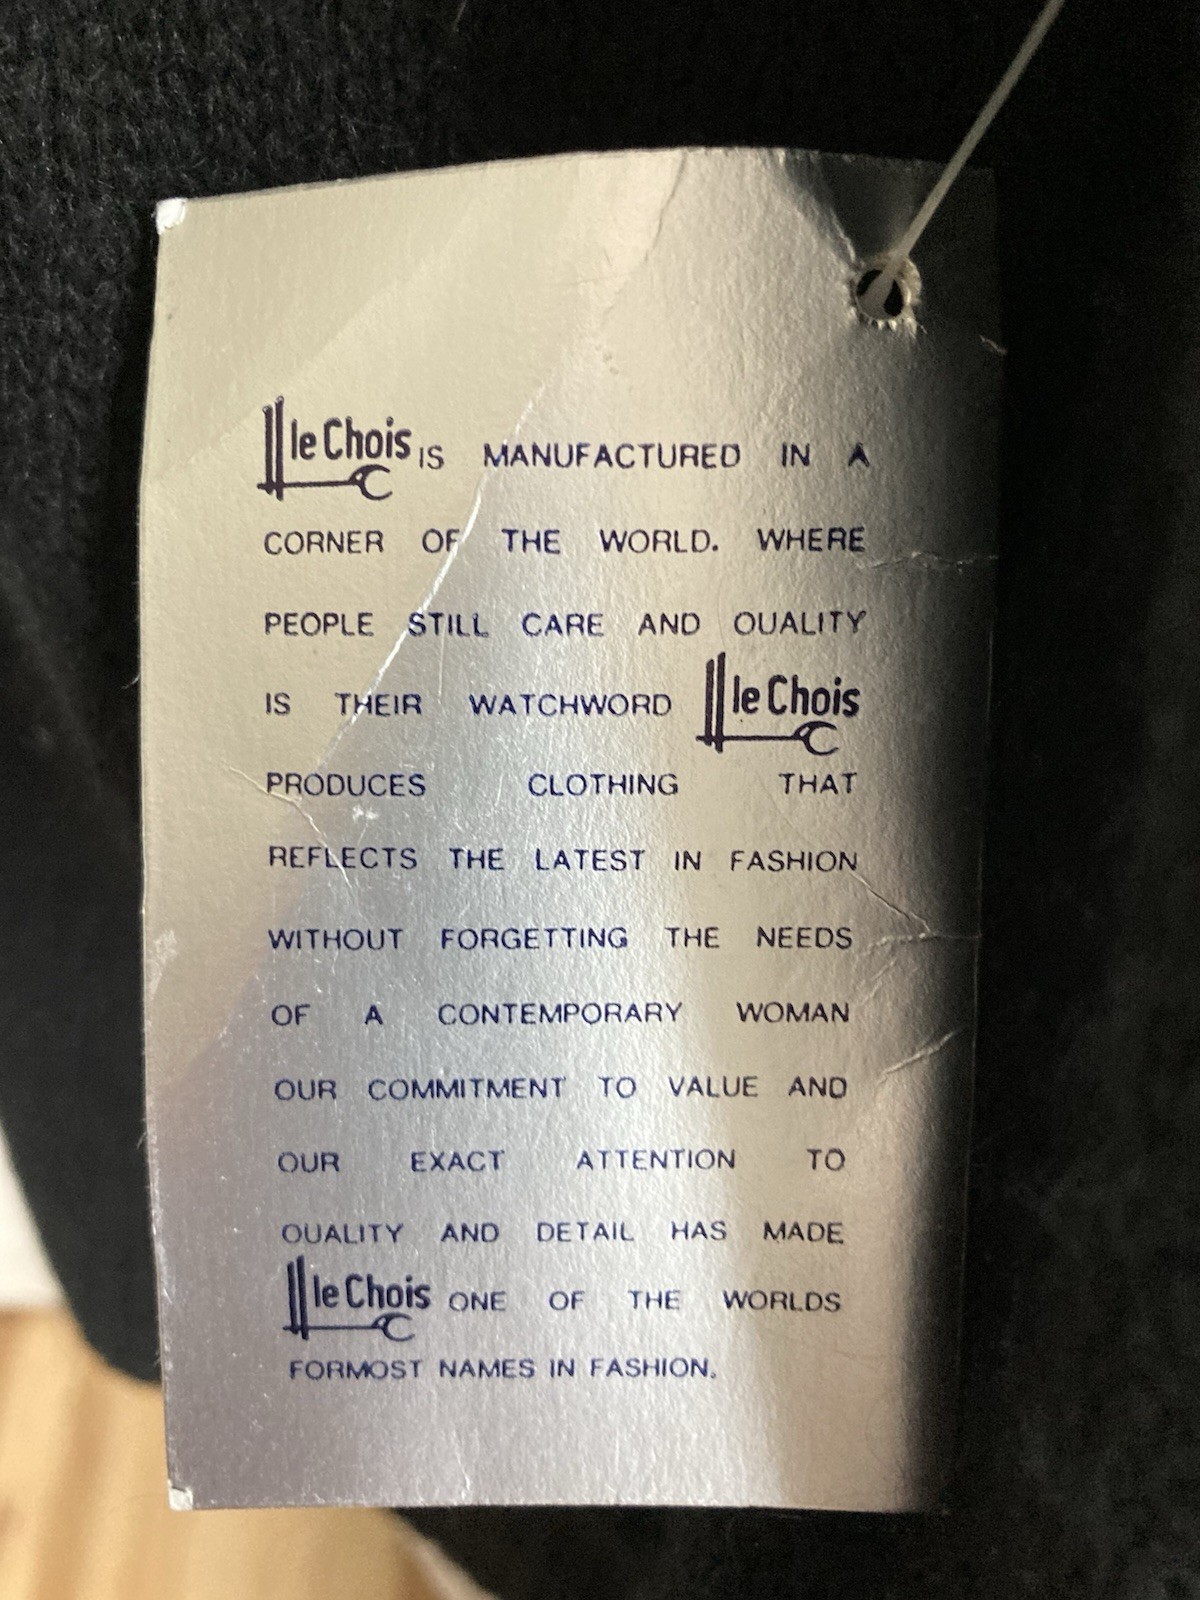 le Chois IS MANUFACTURED IN A
CORNER OF THE WORLD. WHERE
PEOPLE STILL CARE AND QUALITY
IS THEIR WATCHWORD le Chois
PRODUCES CLOTHING THAT
REFLECTS THE LATEST IN FASHION
WITHOUT FORGETTING THE NEEDS
OF A CONTEMPORARY WOMAN
OUR COMMITMENT TO VALUE AND
OUR EXACT ATTENTION TO
QUALITY AND DETAIL HAS MADE
le Chois ONE OF THE WORLDS
FORMOST NAMES IN FASHION.